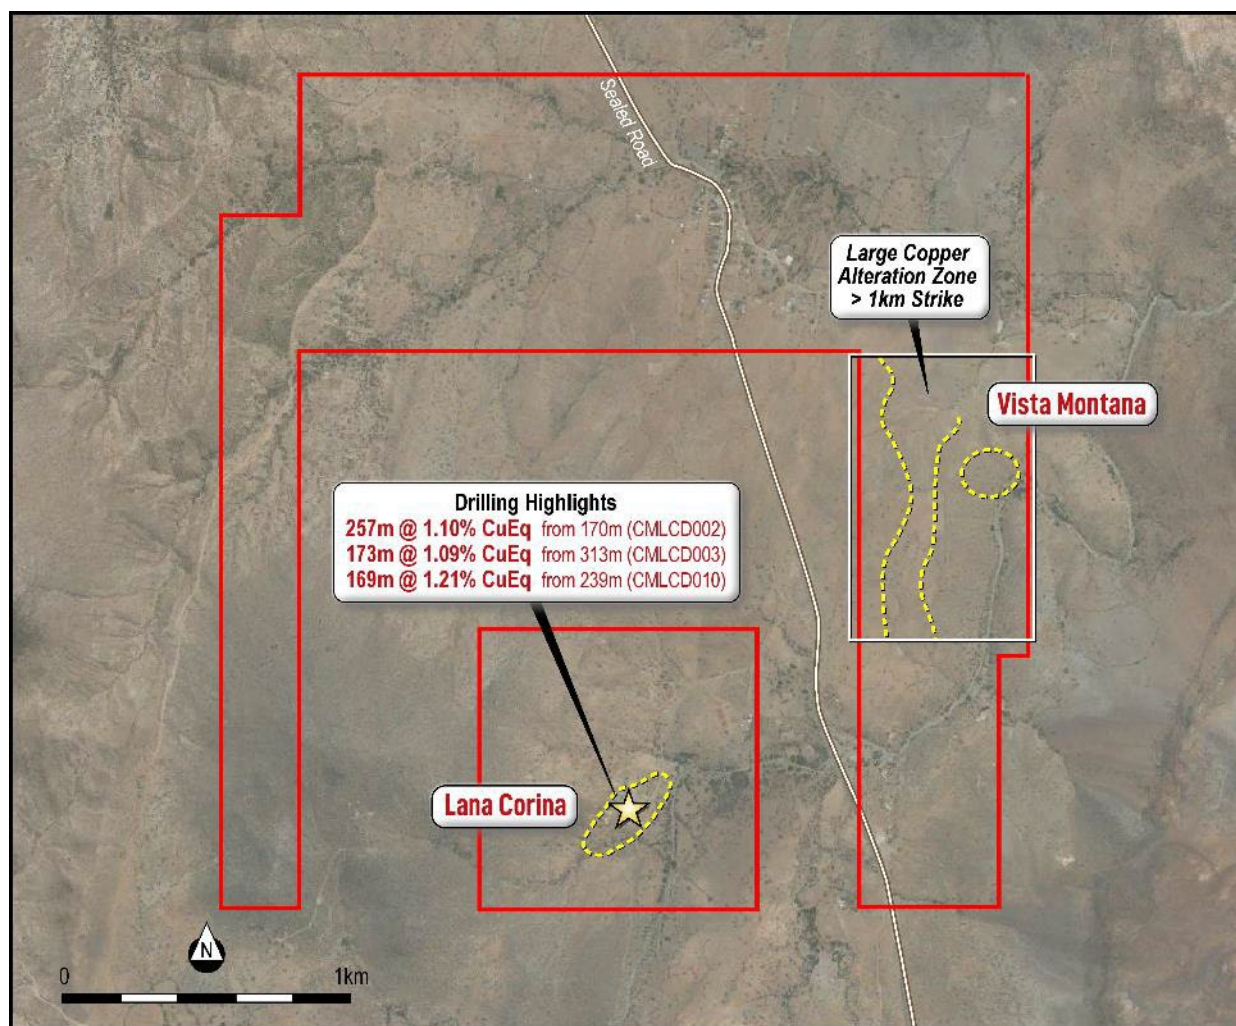 Sealed Road
Large Copper
Alteration Zone
> 1km Strike
Vista Montana
Drilling Highlights
257m @ 1.10% CuEq from 170m (CMLCD002)
173m @ 1.09% CuEq from 313m (CMLCD003)
169m @ 1.21% CuEq from 239m (CMLCD010)
Lana Corina
N
0 1km